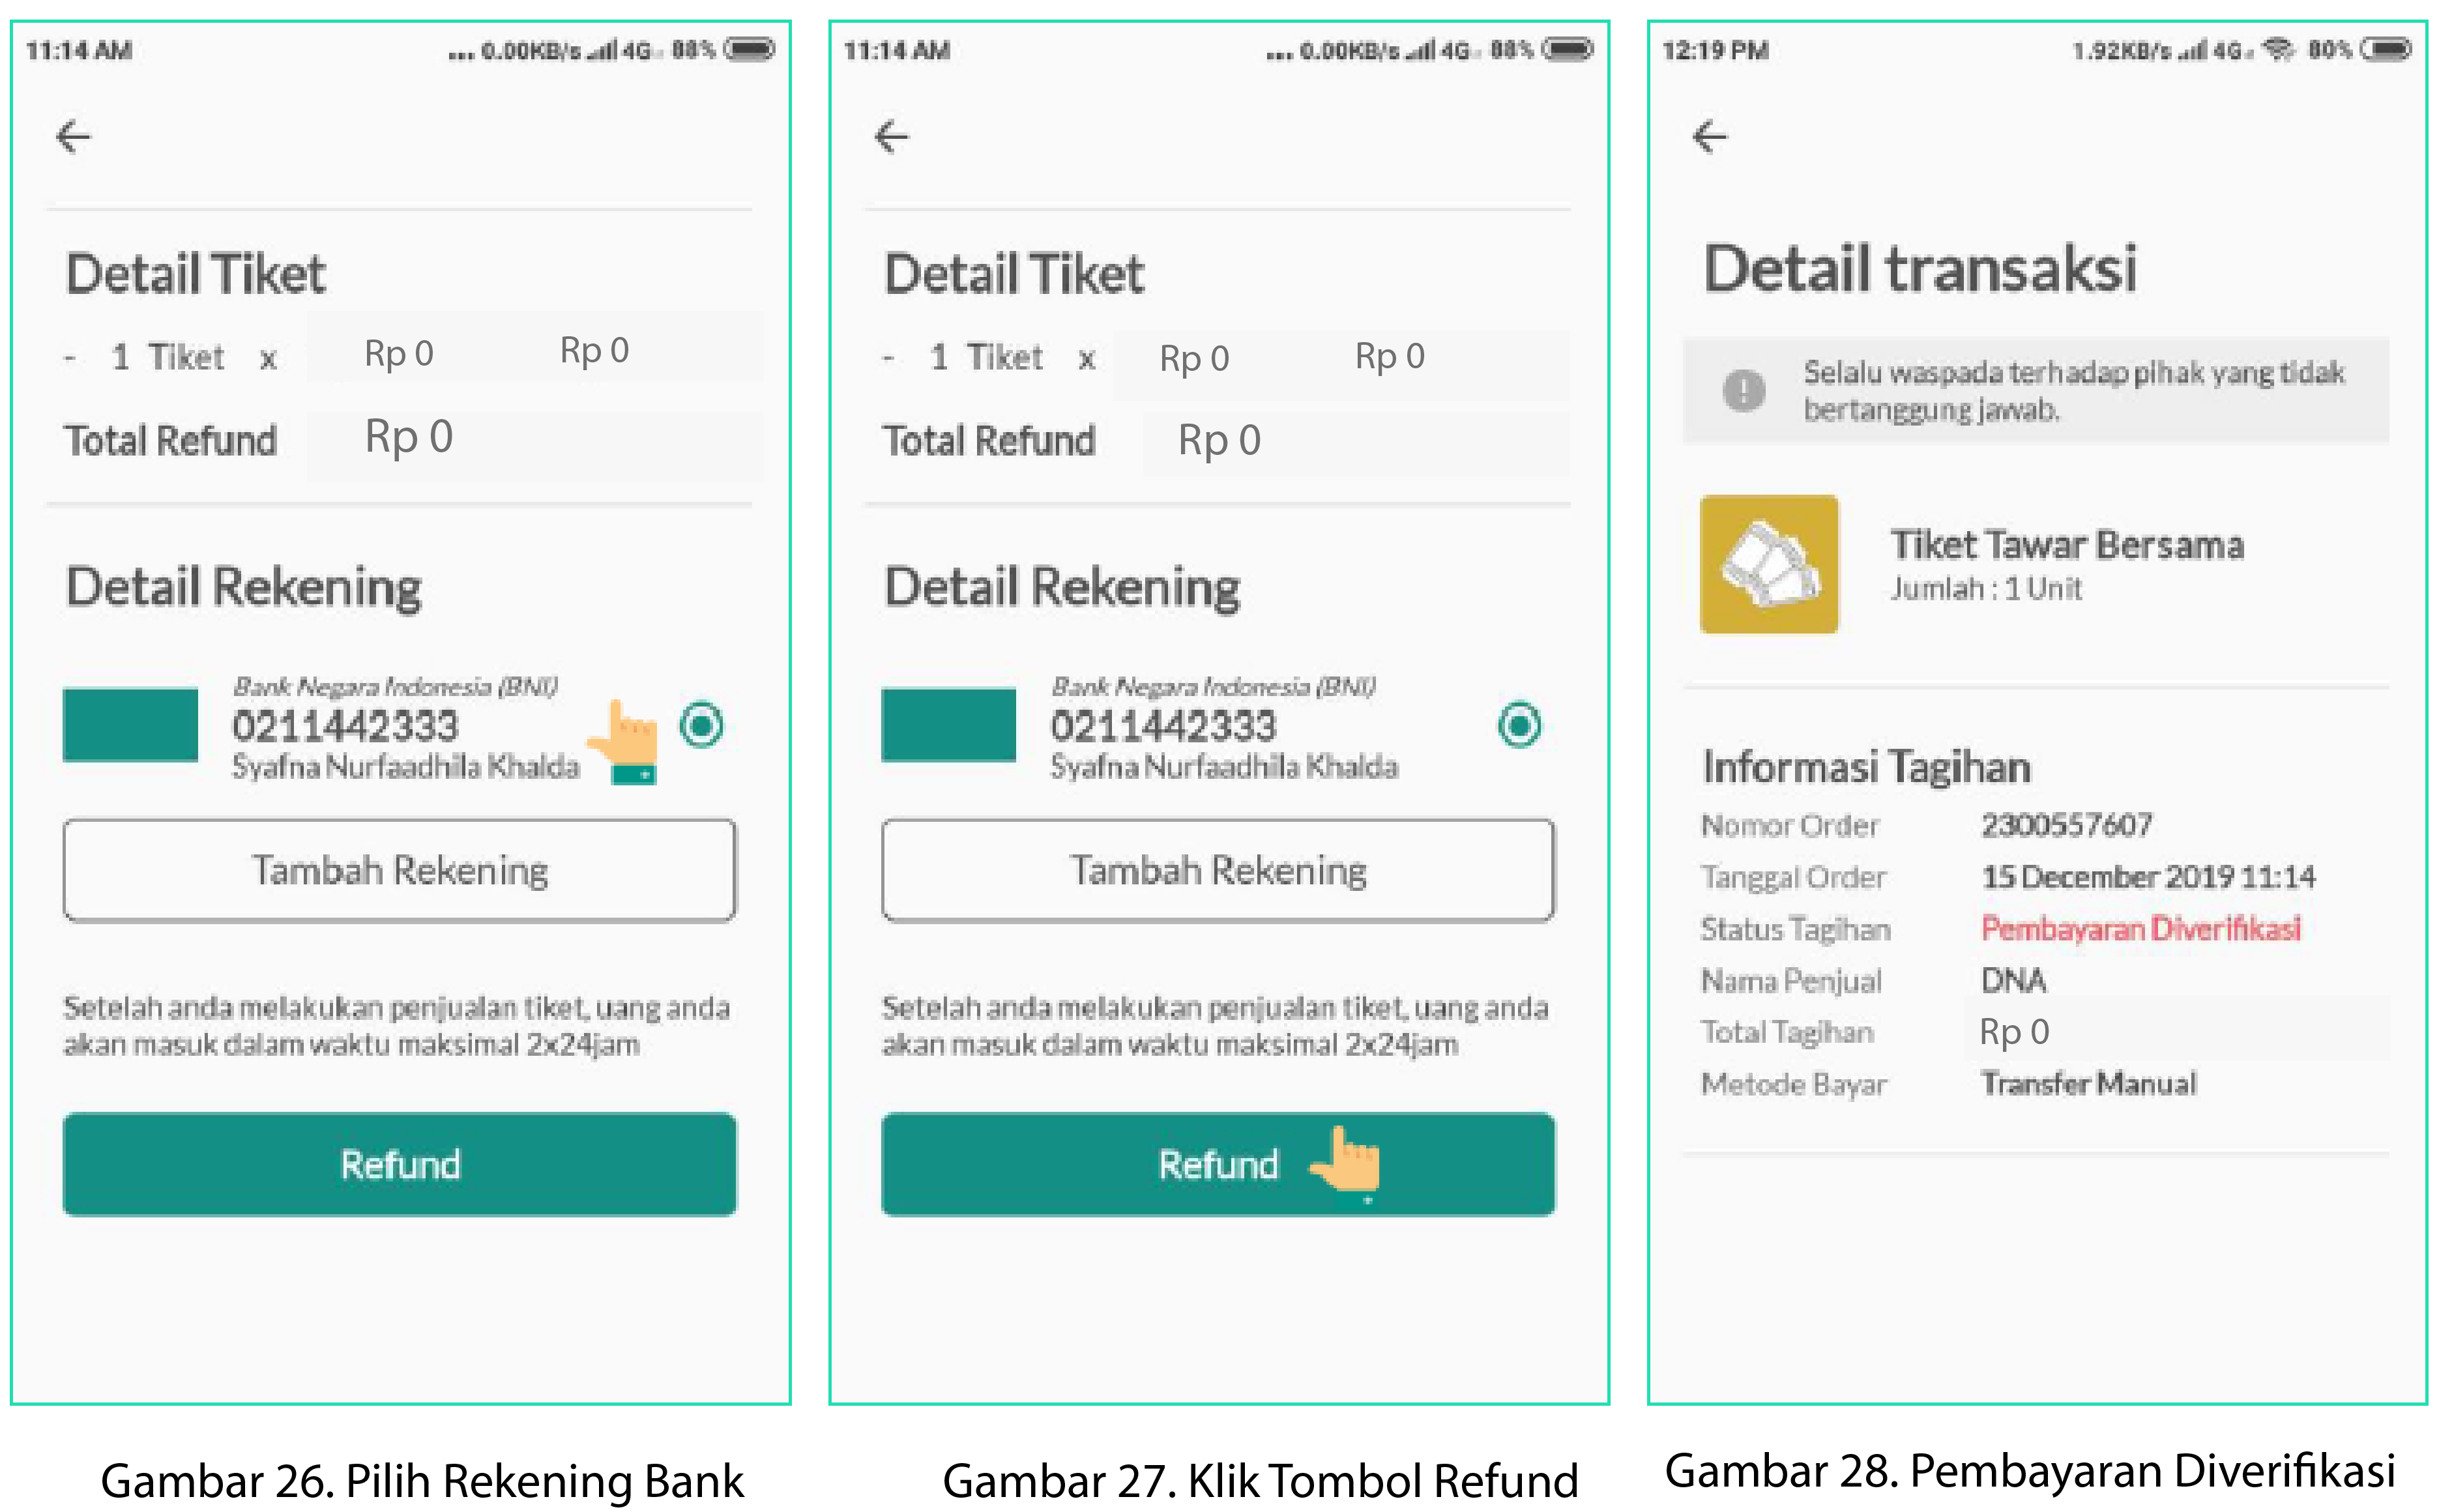 11:14 AM
... 0.00KB/s 4G 88%
Detail Tiket
- 1 Tiket x Rp 0 Rp 0
Total Refund Rp 0
Detail Rekening
Bank Negara Indonesia (BNI)
0211442333
Syafna Nurfaadhila Khalda
Tambah Rekening
Setelah anda melakukan penjualan tiket, uang anda
akan masuk dalam waktu maksimal 2x24jam
Refund
Gambar 26. Pilih Rekening Bank
11:14 AM
... 0.00KB/s 4G 88%
Detail Tiket
- 1 Tiket x Rp 0 Rp 0
Total Refund Rp 0
Detail Rekening
Bank Negara Indonesia (BNI)
0211442333
Syafna Nurfaadhila Khalda
Tambah Rekening
Setelah anda melakukan penjualan tiket, uang anda
akan masuk dalam waktu maksimal 2x24jam
Refund
Gambar 27. Klik Tombol Refund
12:19 PM
1.92KB/s 4G 80%
Detail transaksi
Selalu waspada terhadap pihak yang tidak
bertanggung jawab.
Tiket Tawar Bersama
Jumlah : 1 Unit
Informasi Tagihan
Nomor Order 2300557607
Tanggal Order 15 December 2019 11:14
Status Tagihan Pembayaran Diverifikasi
Nama Penjual DNA
Total Tagihan Rp 0
Metode Bayar Transfer Manual
Gambar 28. Pembayaran Diverifikasi